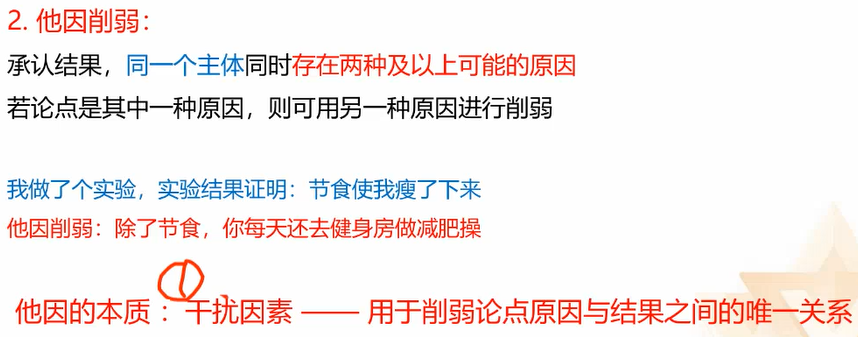 2. 他因削弱：
承认结果，同一个主体同时存在两种及以上可能的原因
若论点是其中一种原因，则可用另一种原因进行削弱
我做了个实验，实验结果证明：节食使我瘦了下来
他因削弱：除了节食，你每天还去健身房做减肥操
①
他因的本质：干扰因素 —— 用于削弱论点原因与结果之间的唯一关系